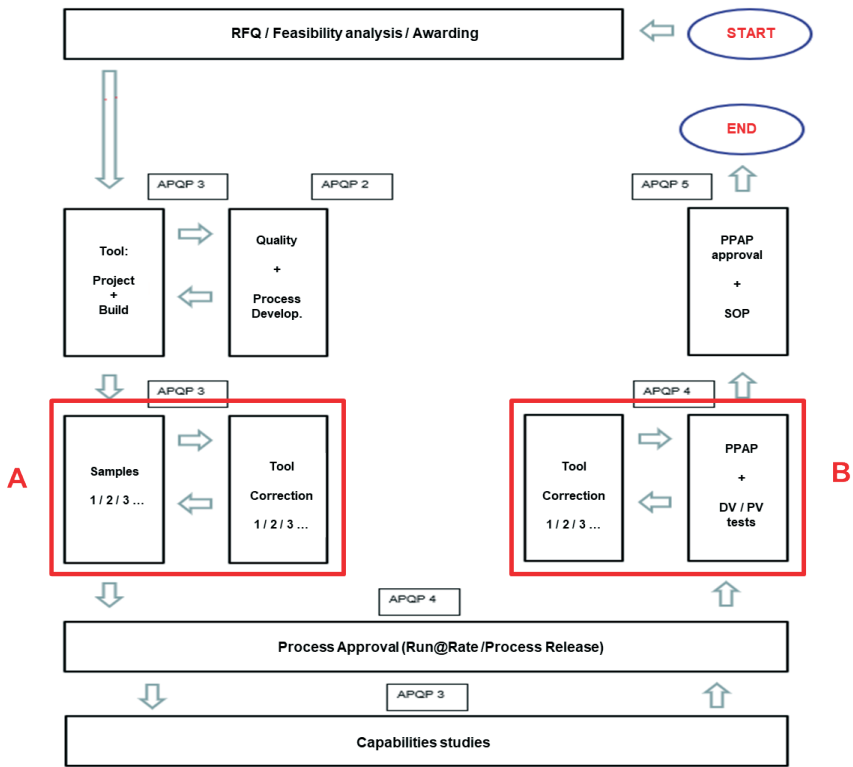 RFQ / Feasibility analysis / Awarding
START
END
APQP 3
APQP 2
APQP 5
Tool:
Project
+
Build
Quality
+
Process
Develop.
PPAP
approval
+
SOP
APQP 3
APQP 4
A
Samples
1 / 2 / 3 ...
Tool
Correction
1 / 2 / 3 ...
Tool
Correction
1 / 2 / 3 ...
PPAP
+
DV / PV
tests
B
APQP 4
Process Approval (Run@Rate /Process Release)
APQP 3
Capabilities studies